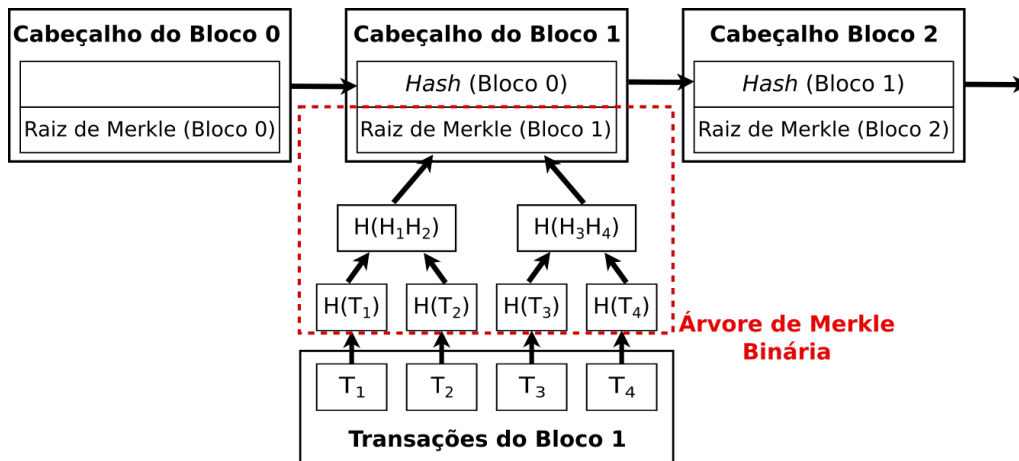 Cabeçalho do Bloco 0
Cabeçalho do Bloco 1
Cabeçalho Bloco 2
Hash (Bloco 0)
Hash (Bloco 1)
Raiz de Merkle (Bloco 0)
Raiz de Merkle (Bloco 1)
Raiz de Merkle (Bloco 2)
H(H₁H₂)
H(H₃H₄)
H(T₁)
H(T₂)
H(T₃)
H(T₄)
Árvore de Merkle
Binária
T₁
T₂
T₃
T₄
Transações do Bloco 1